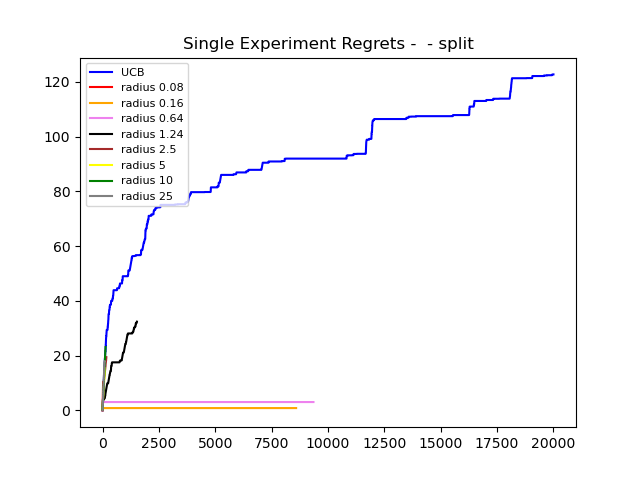 Single Experiment Regrets -  - split
UCB
radius 0.08
radius 0.16
radius 0.64
radius 1.24
radius 2.5
radius 5
radius 10
radius 25
120
100
80
60
40
20
0
0 2500 5000 7500 10000 12500 15000 17500 20000